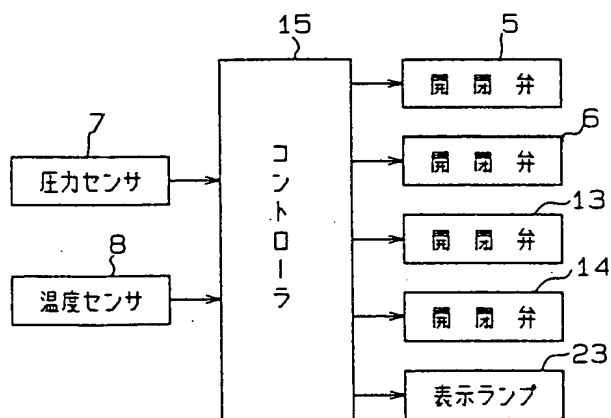 15
5
開閉弁
7
圧力センサ
6
開閉弁
コントローラ
13
開閉弁
8
温度センサ
14
開閉弁
23
表示ランプ